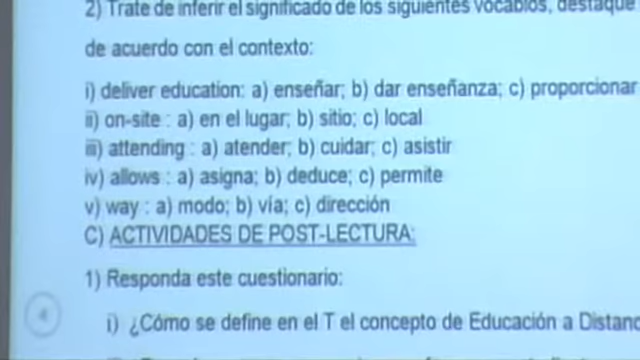 2) Trate de inferir el significado de los siguientes vocablos, destaque
de acuerdo con el contexto:
i) deliver education: a) enseñar; b) dar enseñanza; c) proporcionar
ii) on-site : a) en el lugar; b) sitio; c) local
iii) attending : a) atender; b) cuidar; c) asistir
iv) allows : a) asigna; b) deduce; c) permite
v) way : a) modo; b) vía; c) dirección
C) ACTIVIDADES DE POST-LECTURA:
1) Responda este cuestionario:
4
i) ¿Cómo se define en el T el concepto de Educación a